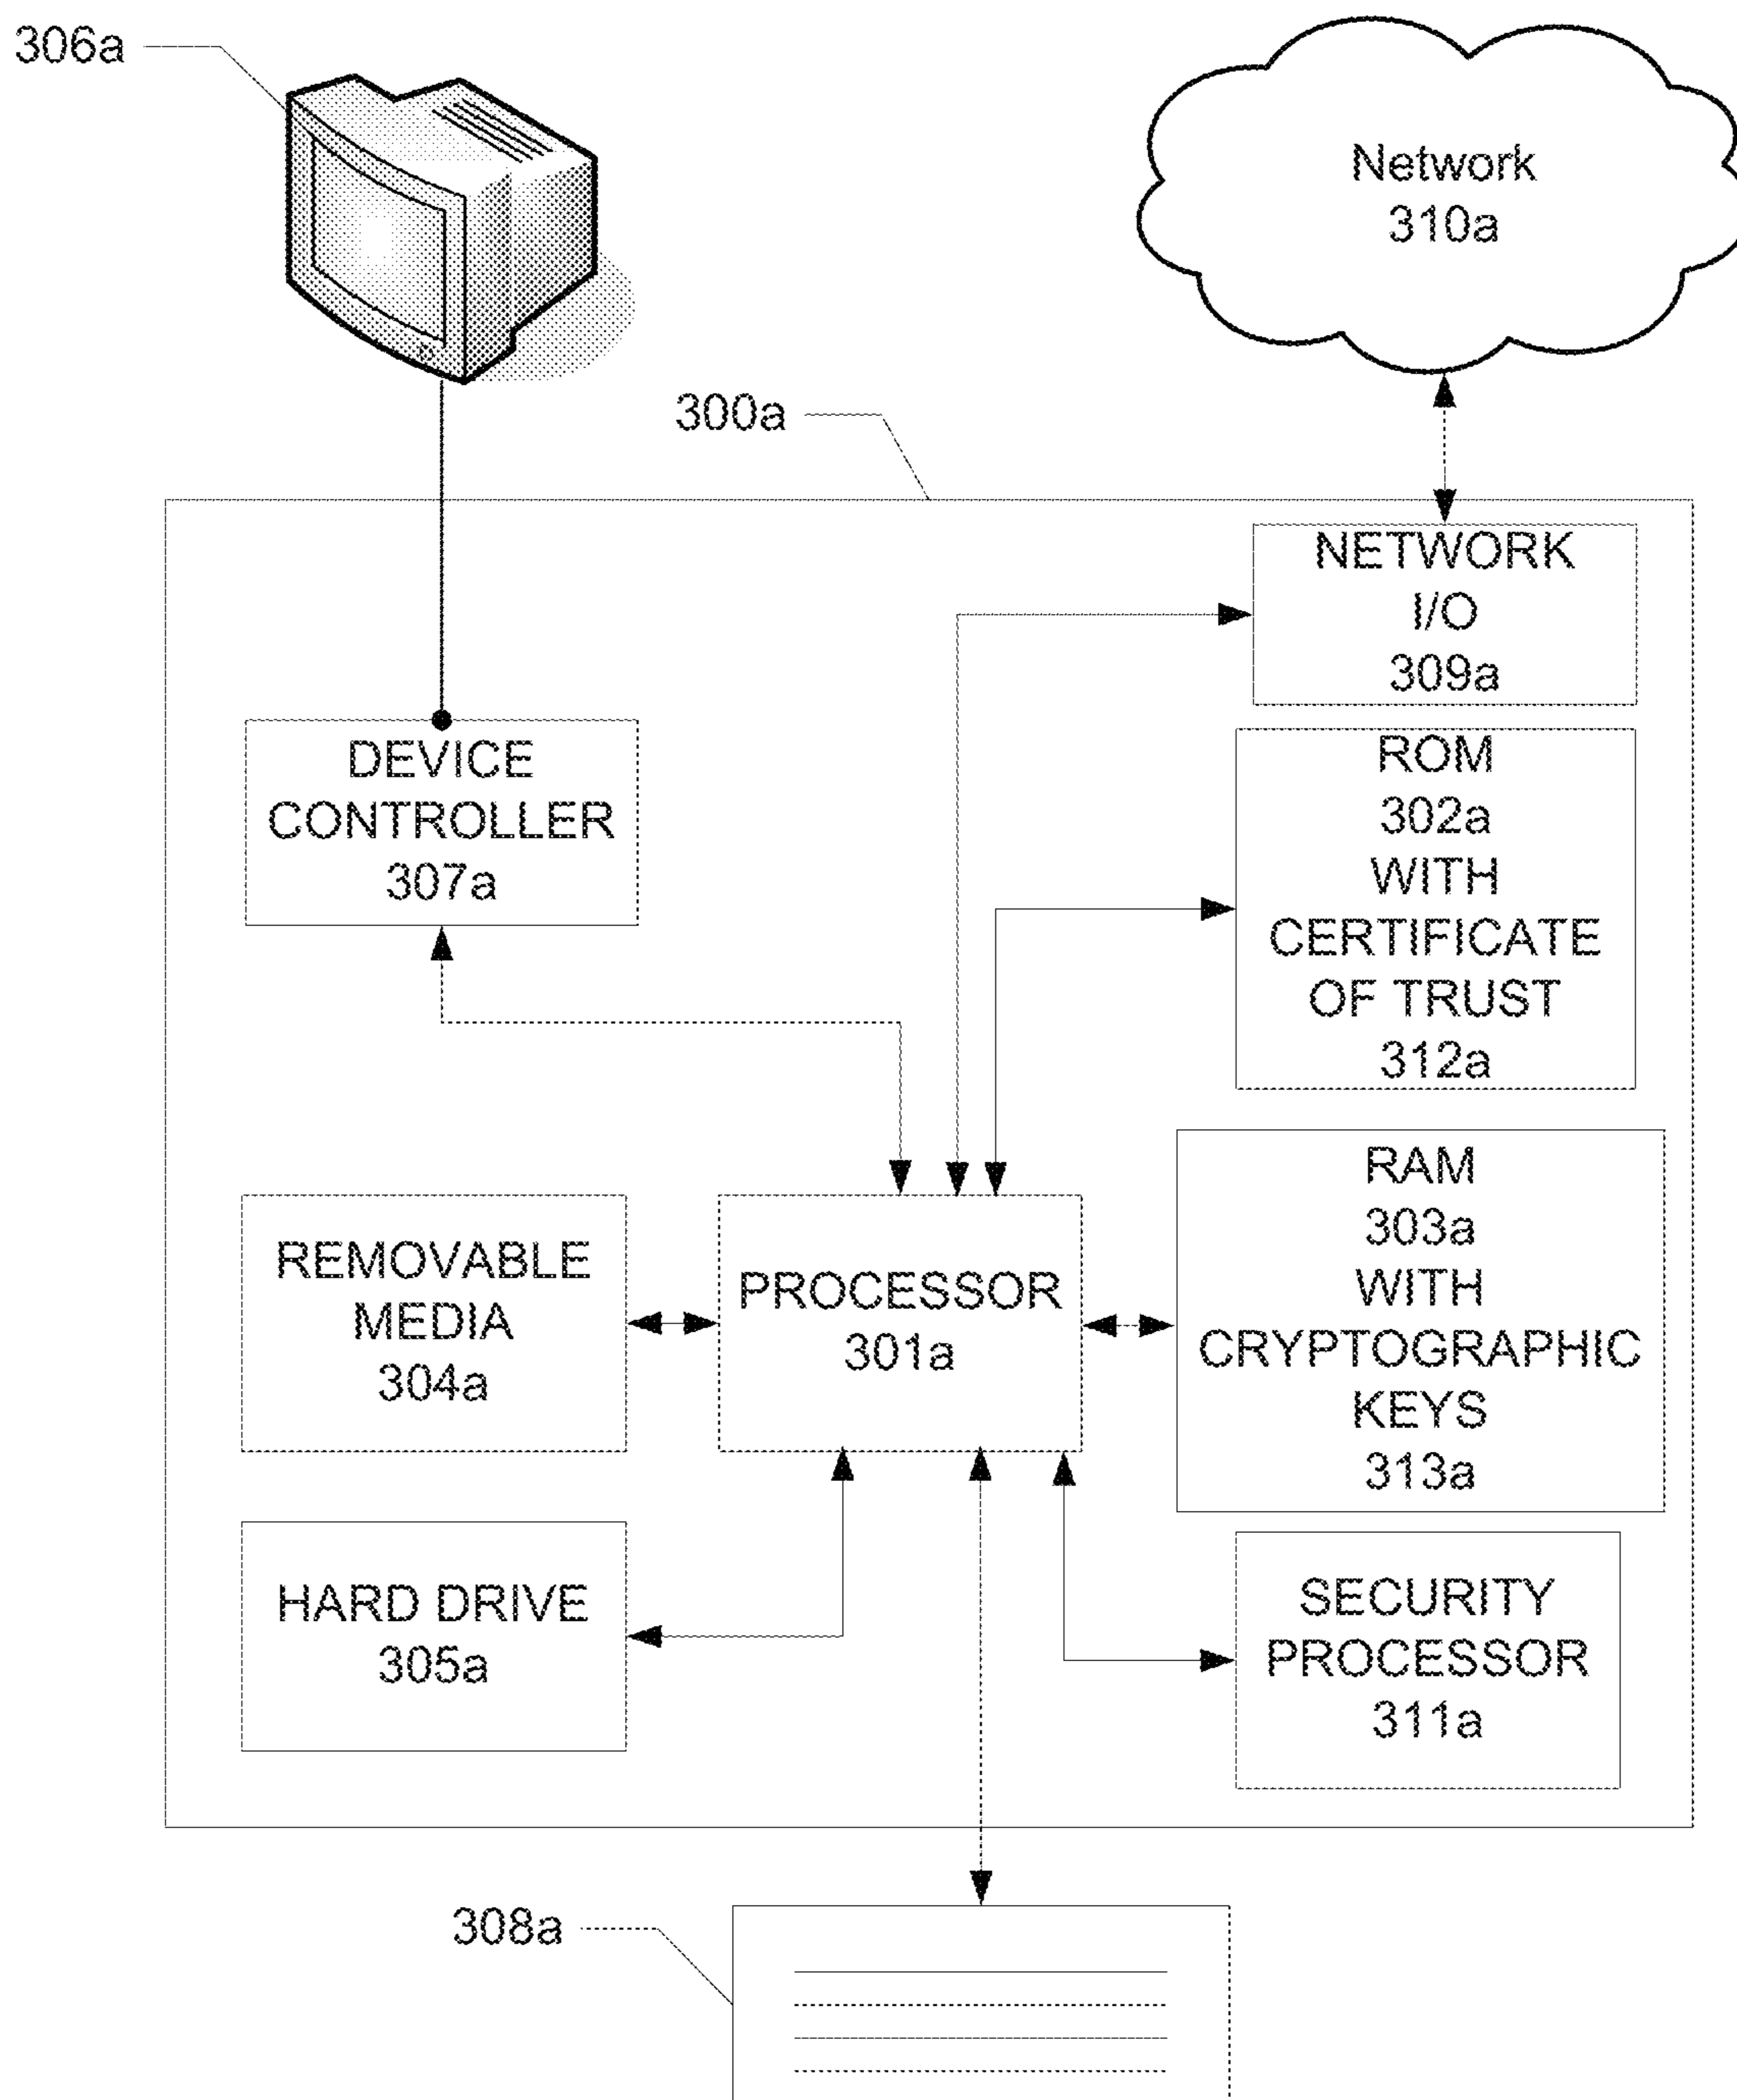 306a
Network
310a
300a
NETWORK
I/O
309a
DEVICE
CONTROLLER
307a
ROM
302a
WITH
CERTIFICATE
OF TRUST
312a
REMOVABLE
MEDIA
304a
PROCESSOR
301a
RAM
303a
WITH
CRYPTOGRAPHIC
KEYS
313a
HARD DRIVE
305a
SECURITY
PROCESSOR
311a
308a